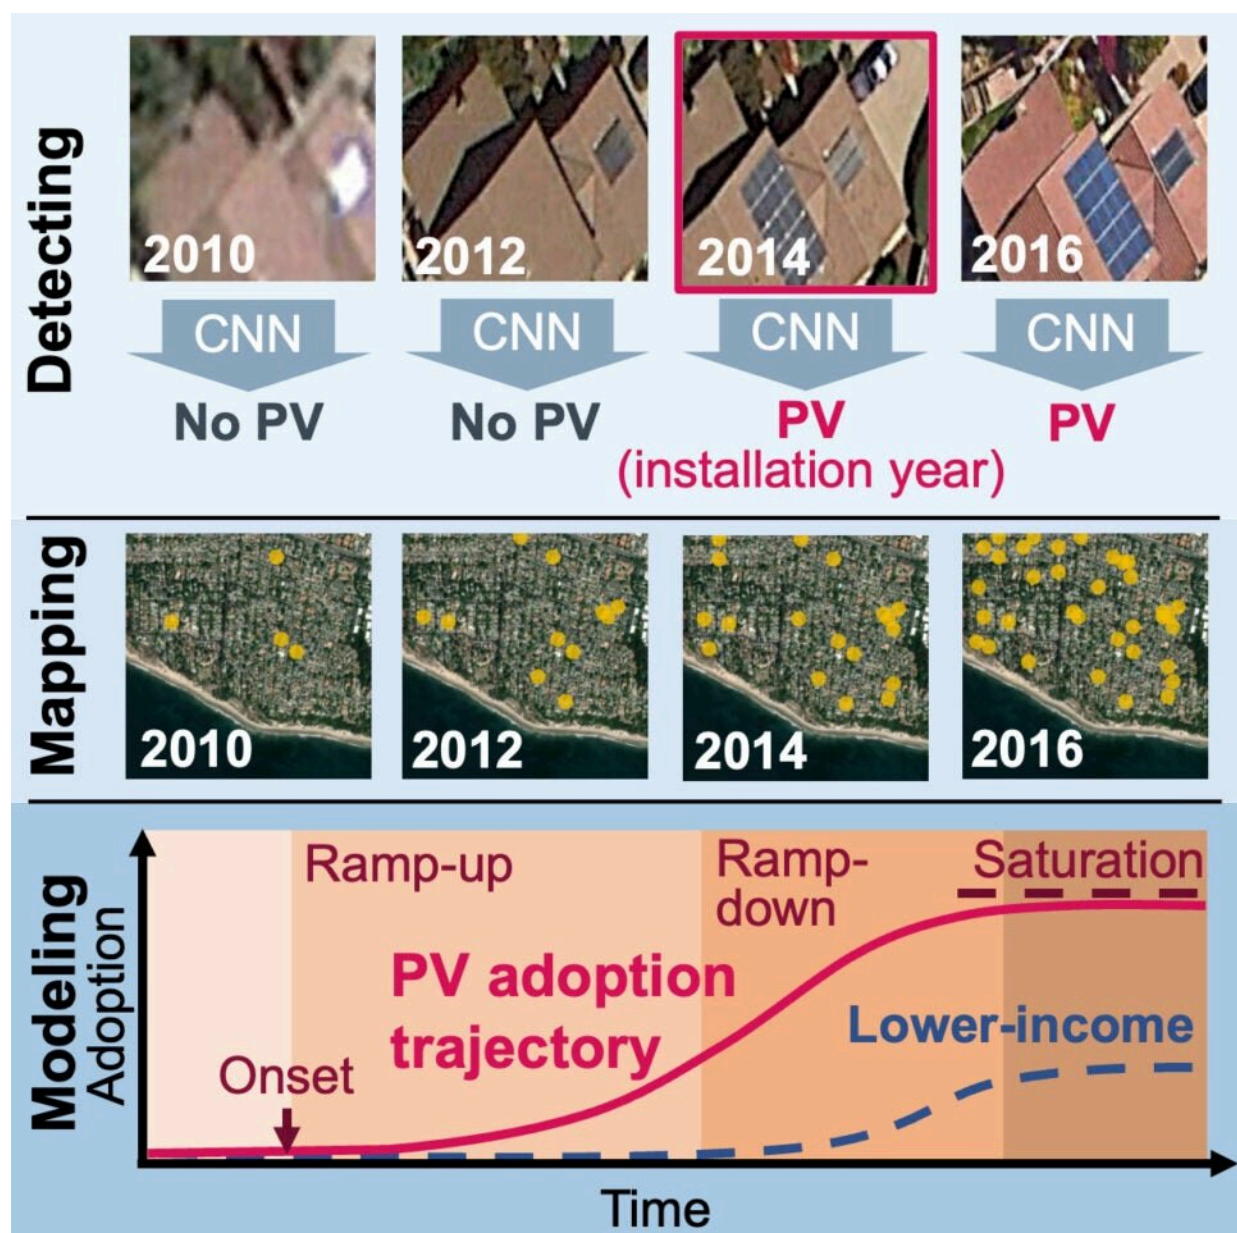 Detecting
2010
2012
2014
2016
CNN
CNN
CNN
CNN
No PV
No PV
PV
(installation year)
PV
Mapping
2010
2012
2014
2016
Modeling
Adoption
Ramp-up
Ramp-
down
Saturation
PV adoption
trajectory
Lower-income
Onset
Time